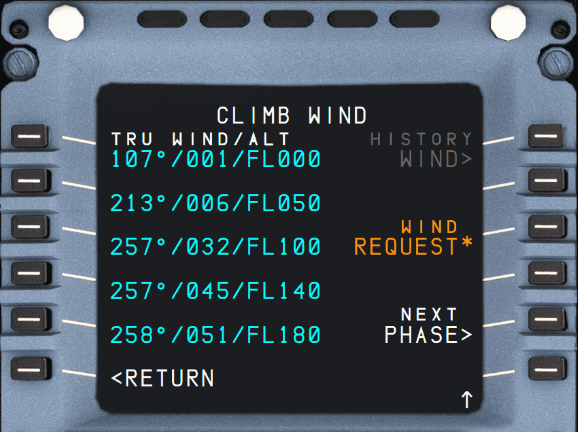 CLIMB WIND
TRU WIND/ALT HISTORY
107°/001/FL000 WIND>
213°/006/FL050
WIND
257°/032/FL100 REQUEST*
257°/045/FL140
NEXT
258°/051/FL180 PHASE>
<RETURN
↑